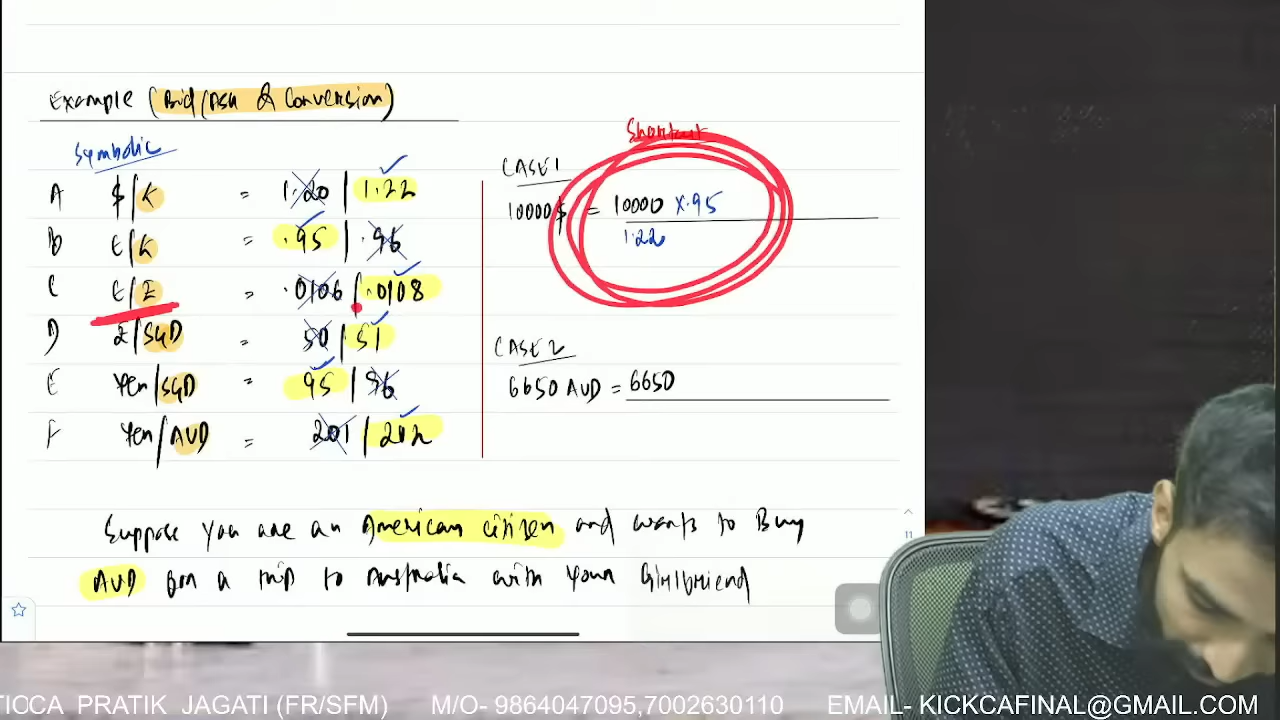 Example (Bid/Ask & Conversion)
Symbolic
A $/K = 1.20 | 1.22
B £/K = .95 | .96
C £/ = .0106 | .0108
D /SGD = 50 | 51
E Yen/SGD = 95 | 96
F Yen/AUD = 201 | 202
Shortcut
CASE 1
10000$ = 10000 x .95
1.22
CASE 2
6650 AUD = 6650
Suppose you are an American citizen and wants to Buy
AUD for a trip to Australia with your Girlfriend
11
PRATIK JAGATI (FR/SFM) M/O- 9864047095,7002630110 EMAIL- KICKCAFINAL@GMAIL.COM